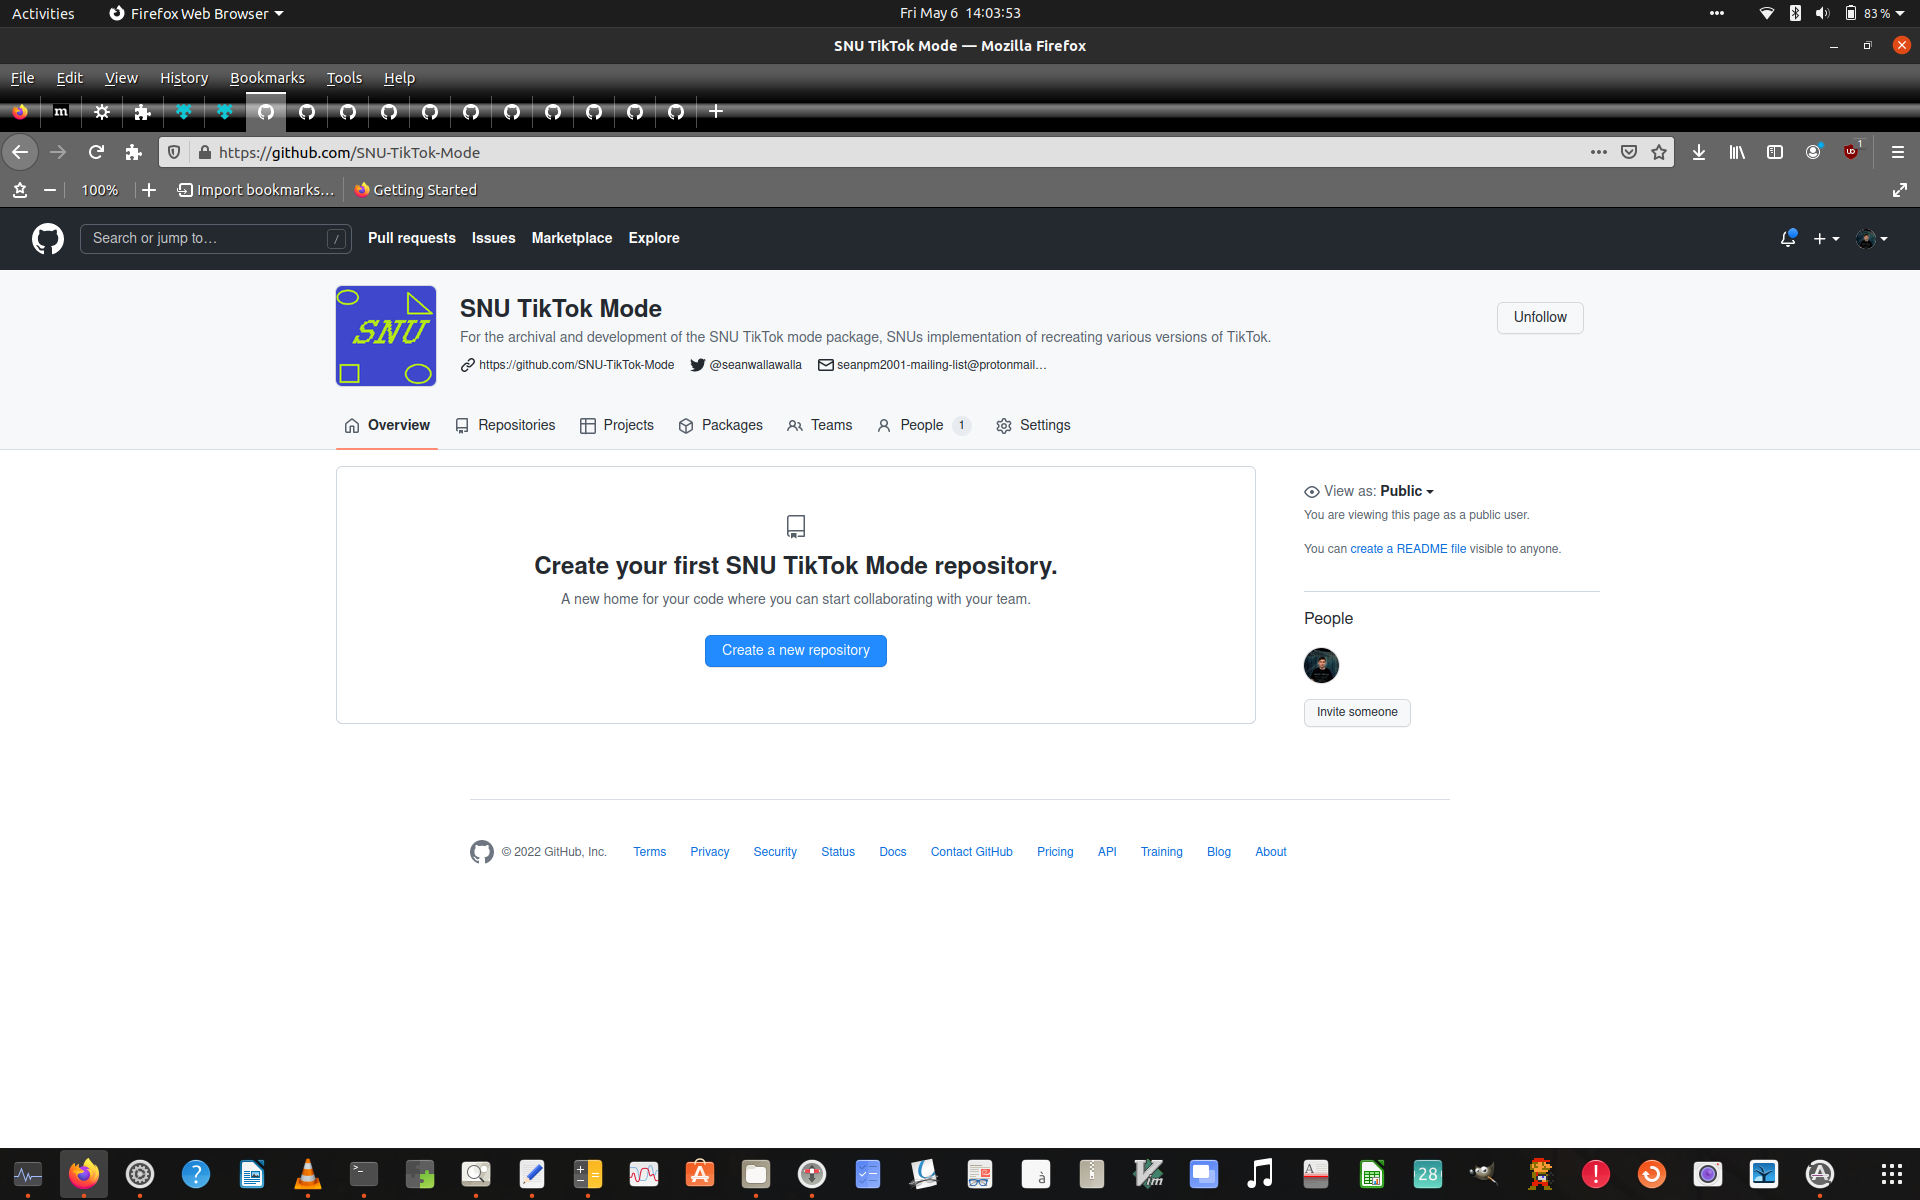 Activities Firefox Web Browser Fri May 6 14:03:53 83 %
SNU TikTok Mode — Mozilla Firefox
File Edit View History Bookmarks Tools Help
m
https://github.com/SNU-TikTok-Mode 1
100% Import bookmarks... Getting Started
Search or jump to... / Pull requests Issues Marketplace Explore
SNU
SNU TikTok Mode
Unfollow
For the archival and development of the SNU TikTok mode package, SNUs implementation of recreating various versions of TikTok.
https://github.com/SNU-TikTok-Mode @seanwallawalla seanpm2001-mailing-list@protonmail...
Overview Repositories Projects Packages Teams People 1 Settings
View as: Public
You are viewing this page as a public user.
You can create a README file visible to anyone.
Create your first SNU TikTok Mode repository.
A new home for your code where you can start collaborating with your team.
Create a new repository
People
Invite someone
© 2022 GitHub, Inc. Terms Privacy Security Status Docs Contact GitHub Pricing API Training Blog About
28